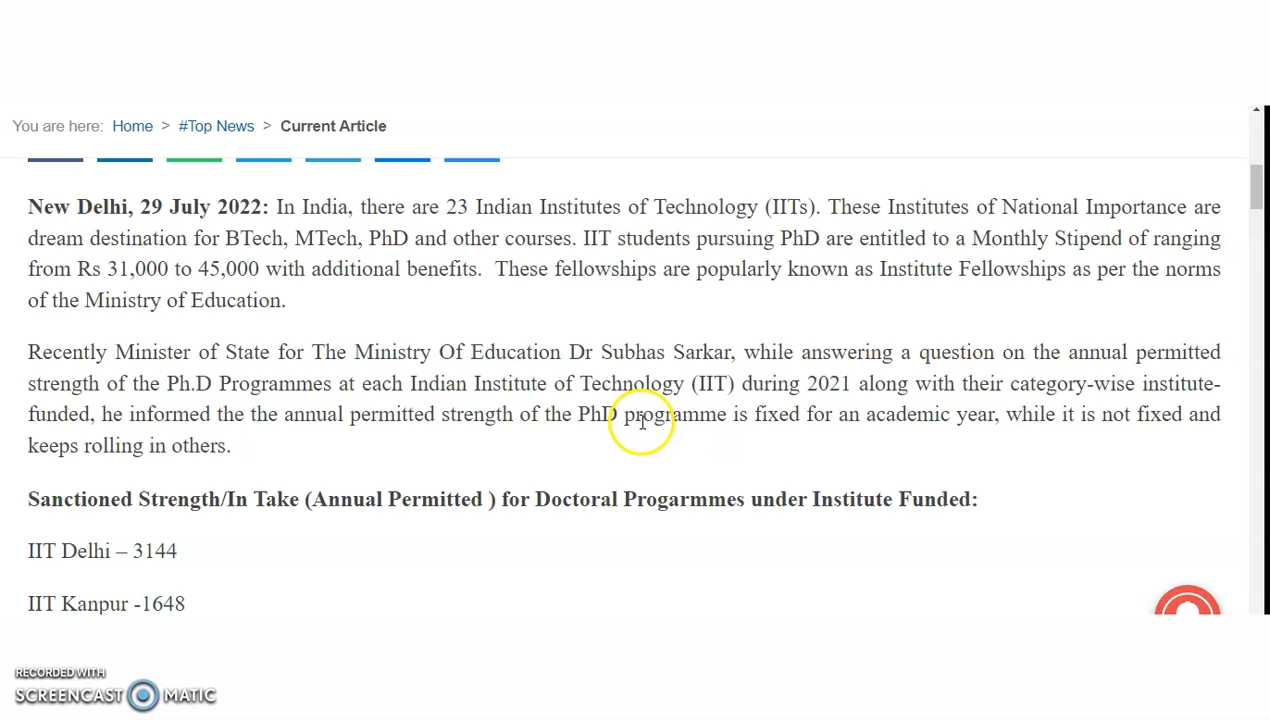 You are here: Home > #Top News > Current Article
New Delhi, 29 July 2022: In India, there are 23 Indian Institutes of Technology (IITs). These Institutes of National Importance are
dream destination for BTech, MTech, PhD and other courses. IIT students pursuing PhD are entitled to a Monthly Stipend of ranging
from Rs 31,000 to 45,000 with additional benefits. These fellowships are popularly known as Institute Fellowships as per the norms
of the Ministry of Education.
Recently Minister of State for The Ministry Of Education Dr Subhas Sarkar, while answering a question on the annual permitted
strength of the Ph.D Programmes at each Indian Institute of Technology (IIT) during 2021 along with their category-wise institute-
funded, he informed the the annual permitted strength of the PhD programme is fixed for an academic year, while it is not fixed and
keeps rolling in others.
Sanctioned Strength/In Take (Annual Permitted ) for Doctoral Progarmmes under Institute Funded:
IIT Delhi – 3144
IIT Kanpur -1648
RECORDED WITH
SCREENCAST MATIC